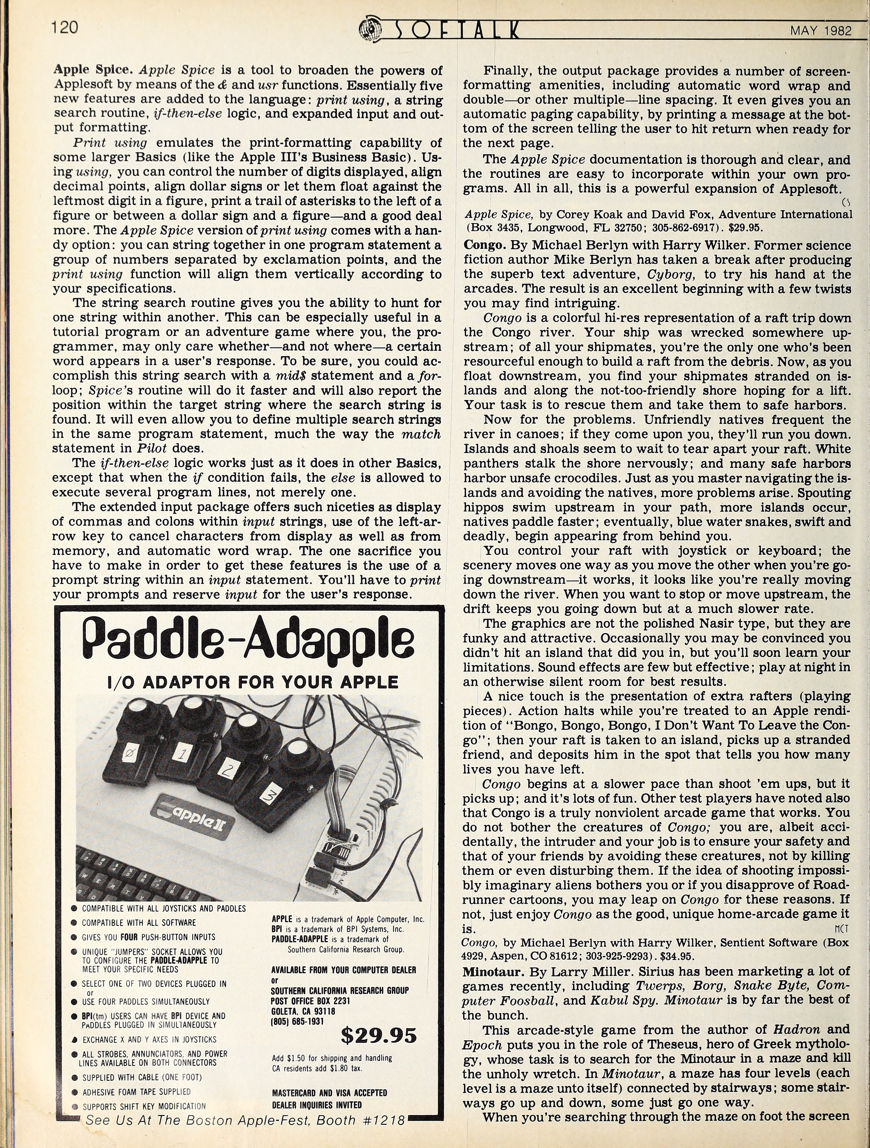 120
SOFTALK
MAY 1982
Apple Spice. Apple Spice is a tool to broaden the powers of
Applesoft by means of the & and usr functions. Essentially five
new features are added to the language: print using, a string
search routine, if-then-else logic, and expanded input and out-
put formatting.
Print using emulates the print-formatting capability of
some larger Basics (like the Apple III's Business Basic). Us-
ing using, you can control the number of digits displayed, align
decimal points, align dollar signs or let them float against the
leftmost digit in a figure, print a trail of asterisks to the left of a
figure or between a dollar sign and a figure—and a good deal
more. The Apple Spice version of print using comes with a han-
dy option: you can string together in one program statement a
group of numbers separated by exclamation points, and the
print using function will align them vertically according to
your specifications.
The string search routine gives you the ability to hunt for
one string within another. This can be especially useful in a
tutorial program or an adventure game where you, the pro-
grammer, may only care whether—and not where—a certain
word appears in a user's response. To be sure, you could ac-
complish this string search with a mid$ statement and a for-
loop; Spice's routine will do it faster and will also report the
position within the target string where the search string is
found. It will even allow you to define multiple search strings
in the same program statement, much the way the match
statement in Pilot does.
The if-then-else logic works just as it does in other Basics,
except that when the if condition fails, the else is allowed to
execute several program lines, not merely one.
The extended input package offers such niceties as display
of commas and colons within input strings, use of the left-ar-
row key to cancel characters from display as well as from
memory, and automatic word wrap. The one sacrifice you
have to make in order to get these features is the use of a
prompt string within an input statement. You'll have to print
your prompts and reserve input for the user's response.
Paddle-Adapple
I/O ADAPTOR FOR YOUR APPLE
0
1
2
3
apple II
● COMPATIBLE WITH ALL JOYSTICKS AND PADDLES
● COMPATIBLE WITH ALL SOFTWARE
● GIVES YOU FOUR PUSH-BUTTON INPUTS
● UNIQUE "JUMPERS" SOCKET ALLOWS YOU
TO CONFIGURE THE PADDLE-ADAPPLE TO
MEET YOUR SPECIFIC NEEDS
● SELECT ONE OF TWO DEVICES PLUGGED IN
or
● USE FOUR PADDLES SIMULTANEOUSLY
● BPI(tm) USERS CAN HAVE BPI DEVICE AND
PADDLES PLUGGED IN SIMULTANEOUSLY
● EXCHANGE X AND Y AXES IN JOYSTICKS
● ALL STROBES, ANNUNCIATORS, AND POWER
LINES AVAILABLE ON BOTH CONNECTORS
● SUPPLIED WITH CABLE (ONE FOOT)
● ADHESIVE FOAM TAPE SUPPLIED
● SUPPORTS SHIFT KEY MODIFICATION
APPLE is a trademark of Apple Computer, Inc.
BPI is a trademark of BPI Systems, Inc.
PADDLE-ADAPPLE is a trademark of
Southern California Research Group.
AVAILABLE FROM YOUR COMPUTER DEALER
or
SOUTHERN CALIFORNIA RESEARCH GROUP
POST OFFICE BOX 2231
GOLETA, CA 93118
(805) 685-1931
$29.95
Add $1.50 for shipping and handling
CA residents add $1.80 tax.
MASTERCARD AND VISA ACCEPTED
DEALER INQUIRIES INVITED
See Us At The Boston Apple-Fest, Booth #1218
Finally, the output package provides a number of screen-
formatting amenities, including automatic word wrap and
double—or other multiple—line spacing. It even gives you an
automatic paging capability, by printing a message at the bot-
tom of the screen telling the user to hit return when ready for
the next page.
The Apple Spice documentation is thorough and clear, and
the routines are easy to incorporate within your own pro-
grams. All in all, this is a powerful expansion of Applesoft.
Apple Spice, by Corey Koak and David Fox, Adventure International
(Box 3435, Longwood, FL 32750; 305-862-6917). $29.95.
Congo. By Michael Berlyn with Harry Wilker. Former science
fiction author Mike Berlyn has taken a break after producing
the superb text adventure, Cyborg, to try his hand at the
arcades. The result is an excellent beginning with a few twists
you may find intriguing.
Congo is a colorful hi-res representation of a raft trip down
the Congo river. Your ship was wrecked somewhere up-
stream; of all your shipmates, you're the only one who's been
resourceful enough to build a raft from the debris. Now, as you
float downstream, you find your shipmates stranded on is-
lands and along the not-too-friendly shore hoping for a lift.
Your task is to rescue them and take them to safe harbors.
Now for the problems. Unfriendly natives frequent the
river in canoes; if they come upon you, they'll run you down.
Islands and shoals seem to wait to tear apart your raft. White
panthers stalk the shore nervously; and many safe harbors
harbor unsafe crocodiles. Just as you master navigating the is-
lands and avoiding the natives, more problems arise. Spouting
hippos swim upstream in your path, more islands occur,
natives paddle faster; eventually, blue water snakes, swift and
deadly, begin appearing from behind you.
You control your raft with joystick or keyboard; the
scenery moves one way as you move the other when you're go-
ing downstream—it works, it looks like you're really moving
down the river. When you want to stop or move upstream, the
drift keeps you going down but at a much slower rate.
The graphics are not the polished Nasir type, but they are
funky and attractive. Occasionally you may be convinced you
didn't hit an island that did you in, but you'll soon learn your
limitations. Sound effects are few but effective; play at night in
an otherwise silent room for best results.
A nice touch is the presentation of extra rafters (playing
pieces). Action halts while you're treated to an Apple rendi-
tion of "Bongo, Bongo, Bongo, I Don't Want To Leave the Con-
go"; then your raft is taken to an island, picks up a stranded
friend, and deposits him in the spot that tells you how many
lives you have left.
Congo begins at a slower pace than shoot 'em ups, but it
picks up; and it's lots of fun. Other test players have noted also
that Congo is a truly nonviolent arcade game that works. You
do not bother the creatures of Congo; you are, albeit acci-
dentally, the intruder and your job is to ensure your safety and
that of your friends by avoiding these creatures, not by killing
them or even disturbing them. If the idea of shooting impossi-
bly imaginary aliens bothers you or if you disapprove of Road-
runner cartoons, you may leap on Congo for these reasons. If
not, just enjoy Congo as the good, unique home-arcade game it
is. MCT
Congo, by Michael Berlyn with Harry Wilker, Sentient Software (Box
4929, Aspen, CO 81612; 303-925-9293). $34.95.
Minotaur. By Larry Miller. Sirius has been marketing a lot of
games recently, including Twerps, Borg, Snake Byte, Com-
puter Foosball, and Kabul Spy. Minotaur is by far the best of
the bunch.
This arcade-style game from the author of Hadron and
Epoch puts you in the role of Theseus, hero of Greek mytholo-
gy, whose task is to search for the Minotaur in a maze and kill
the unholy wretch. In Minotaur, a maze has four levels (each
level is a maze unto itself) connected by stairways; some stair-
ways go up and down, some just go one way.
When you're searching through the maze on foot the screen